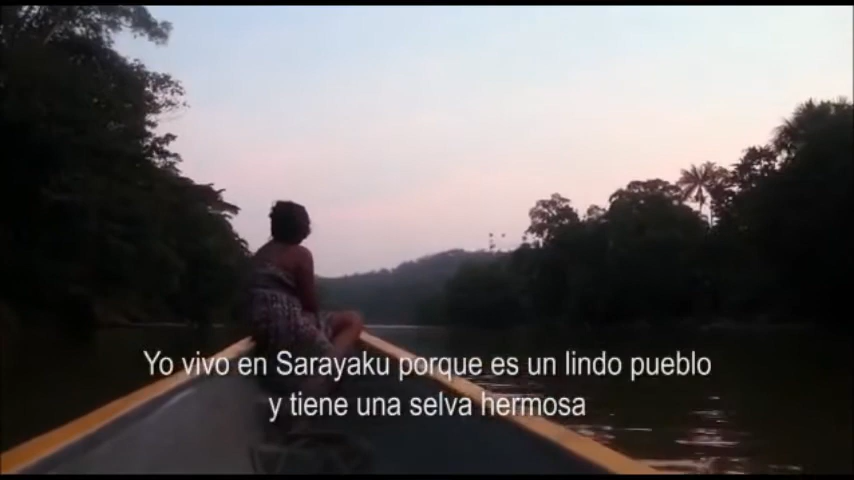 Yo vivo en Sarayaku porque es un lindo pueblo
y tiene una selva hermosa